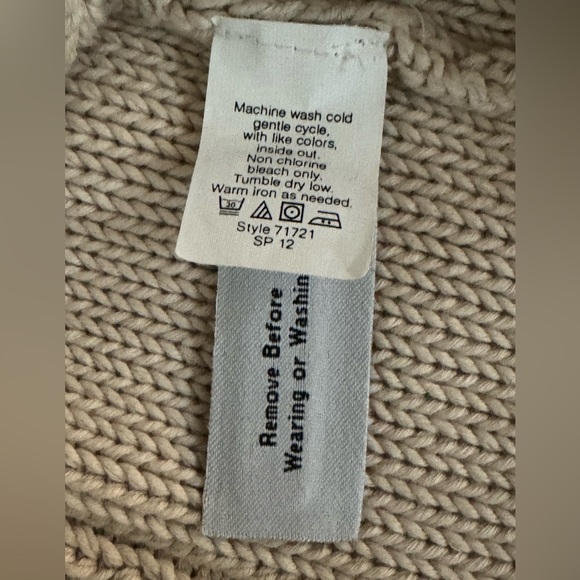 Machine wash cold
gentle cycle,
with like colors,
inside out.
Non chlorine
bleach only.
Tumble dry low.
Warm iron as needed.
30
Style 71721
SP 12
Remove Before
Wearing or Washin